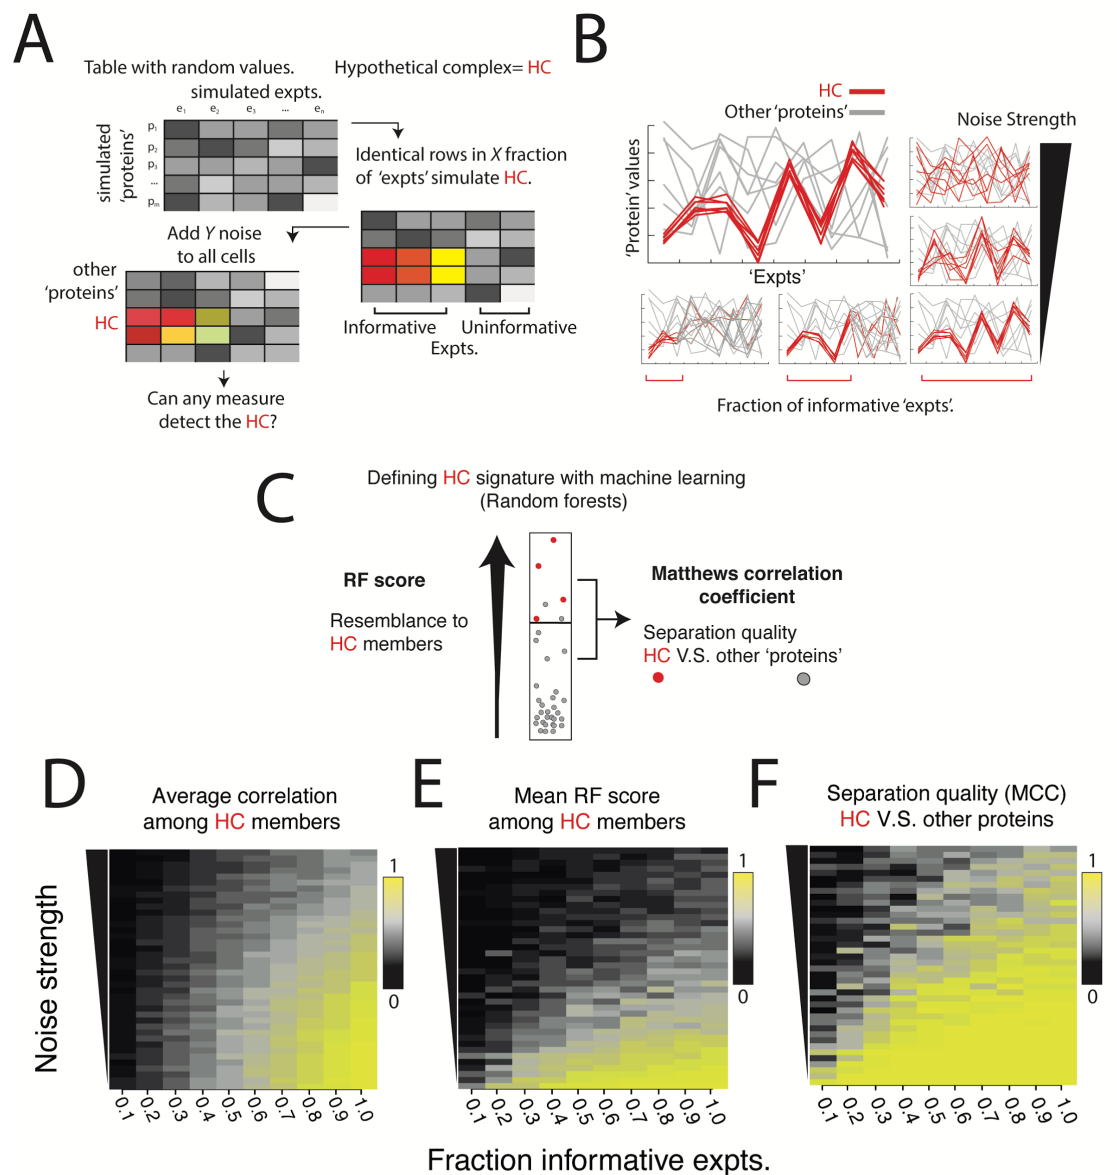 A
Table with random values.
simulated expts.
Hypothetical complex= HC
e1 e2 e3 ... en
simulated
'proteins'
p1
p2
p3
...
pm
Identical rows in X fraction
of 'expts' simulate HC.
Add Y noise
to all cells
other
'proteins'
HC
Informative Uninformative
Expts.
Can any measure
detect the HC?
B
HC
Other 'proteins'
Noise Strength
'Protein' values
'Expts'
Fraction of informative 'expts'.
C
Defining HC signature with machine learning
(Random forests)
RF score
Resemblance to
HC members
Matthews correlation
coefficient
Separation quality
HC V.S. other 'proteins'
D
Average correlation
among HC members
1
0
Noise strength
0.1 0.2 0.3 0.4 0.5 0.6 0.7 0.8 0.9 1.0
E
Mean RF score
among HC members
1
0
0.1 0.2 0.3 0.4 0.5 0.6 0.7 0.8 0.9 1.0
F
Separation quality (MCC)
HC V.S. other proteins
1
0
0.1 0.2 0.3 0.4 0.5 0.6 0.7 0.8 0.9 1.0
Fraction informative expts.